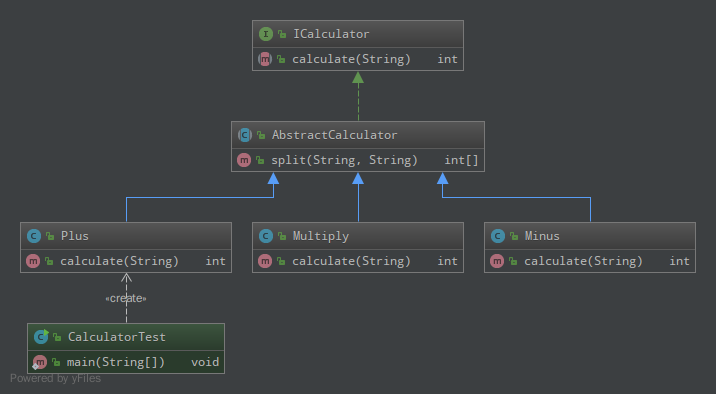 ICalculator
calculate(String) int
AbstractCalculator
split(String, String) int[]
Plus
calculate(String) int
Multiply
calculate(String) int
Minus
calculate(String) int
«create»
CalculatorTest
main(String[]) void
Powered by yFiles